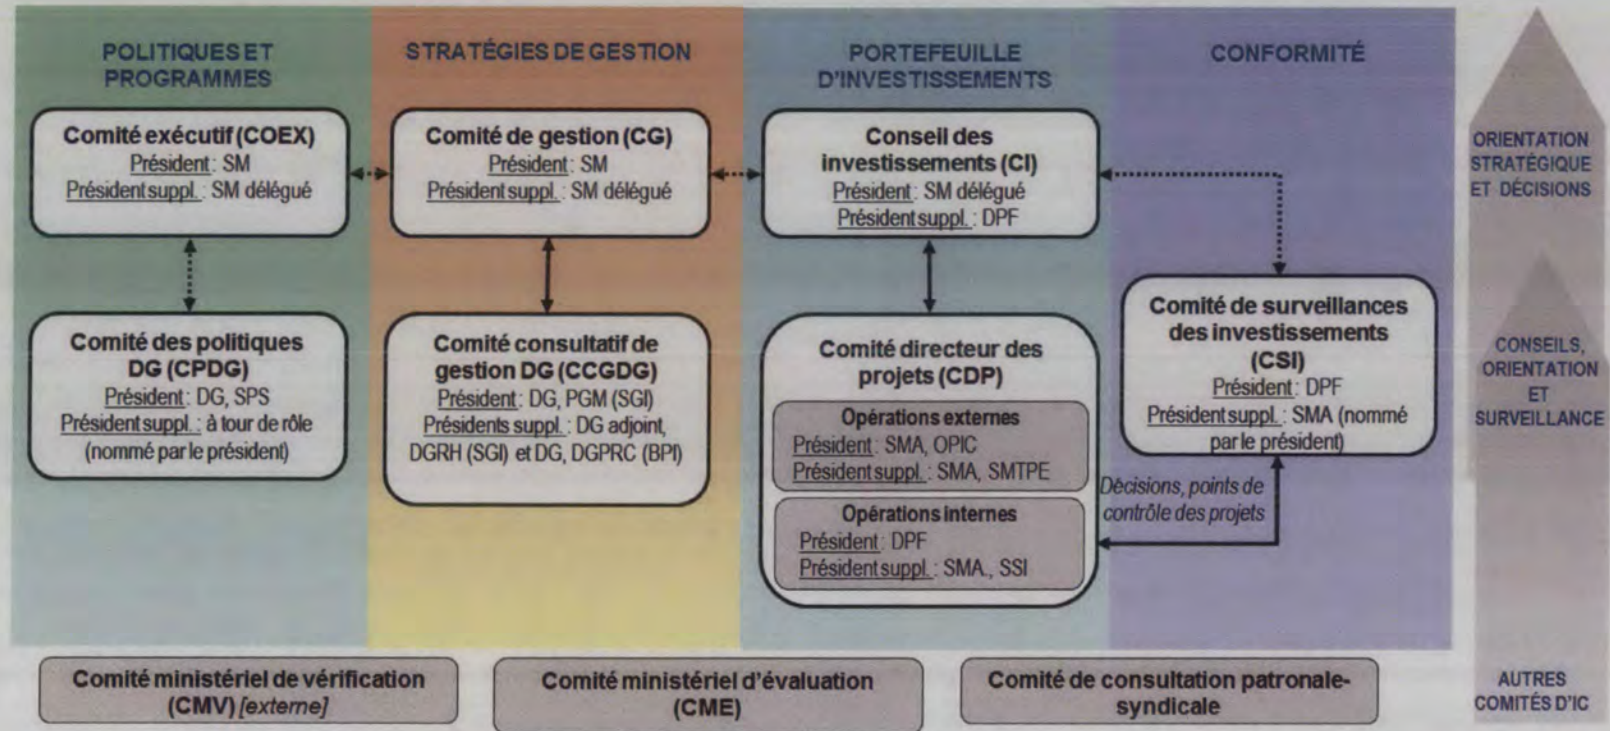 POLITIQUES ET
PROGRAMMES
Comité exécutif (COEX)
Président : SM
Président suppl. : SM délégué
Comité des politiques
DG (CPDG)
Président : DG, SPS
Président suppl. : à tour de rôle
(nommé par le président)
STRATÉGIES DE GESTION
Comité de gestion (CG)
Président : SM
Président suppl. : SM délégué
Comité consultatif de
gestion DG (CCGDG)
Président : DG, PGM (SGI)
Présidents suppl. : DG adjoint,
DGRH (SGI) et DG, DGPRC (BPI)
PORTEFEUILLE
D'INVESTISSEMENTS
Conseil des
investissements (CI)
Président : SM délégué
Président suppl. : DPF
Comité directeur des
projets (CDP)
Opérations externes
Président : SMA, OPIC
Président suppl. : SMA, SMTPE
Opérations internes
Président : DPF
Président suppl. : SMA., SSI
CONFORMITÉ
Comité de surveillances
des investissements
(CSI)
Président : DPF
Président suppl. : SMA (nommé
par le président)
Décisions, points de
contrôle des projets
ORIENTATION
STRATÉGIQUE
ET DÉCISIONS
CONSEILS,
ORIENTATION
ET
SURVEILLANCE
Comité ministériel de vérification
(CMV) [externe]
Comité ministériel d'évaluation
(CME)
Comité de consultation patronale-
syndicale
AUTRES
COMITÉS D'IC